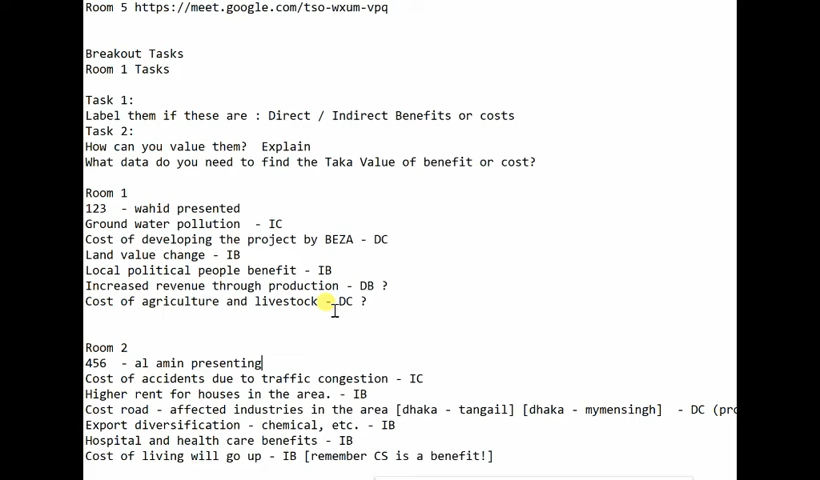 Room 5 https://meet.google.com/tso-wxum-vpq
Breakout Tasks
Room 1 Tasks
Task 1:
Label them if these are : Direct / Indirect Benefits or costs
Task 2:
How can you value them?  Explain
What data do you need to find the Taka Value of benefit or cost?
Room 1
123  - wahid presented
Ground water pollution  - IC
Cost of developing the project by BEZA - DC
Land value change - IB
Local political people benefit - IB
Increased revenue through production - DB ?
Cost of agriculture and livestock - DC ?
Room 2
456  - al amin presenting
Cost of accidents due to traffic congestion - IC
Higher rent for houses in the area. - IB
Cost road - affected industries in the area [dhaka - tangail] [dhaka - mymensingh]  - DC (pro
Export diversification - chemical, etc. - IB
Hospital and health care benefits - IB
Cost of living will go up - IB [remember CS is a benefit!]